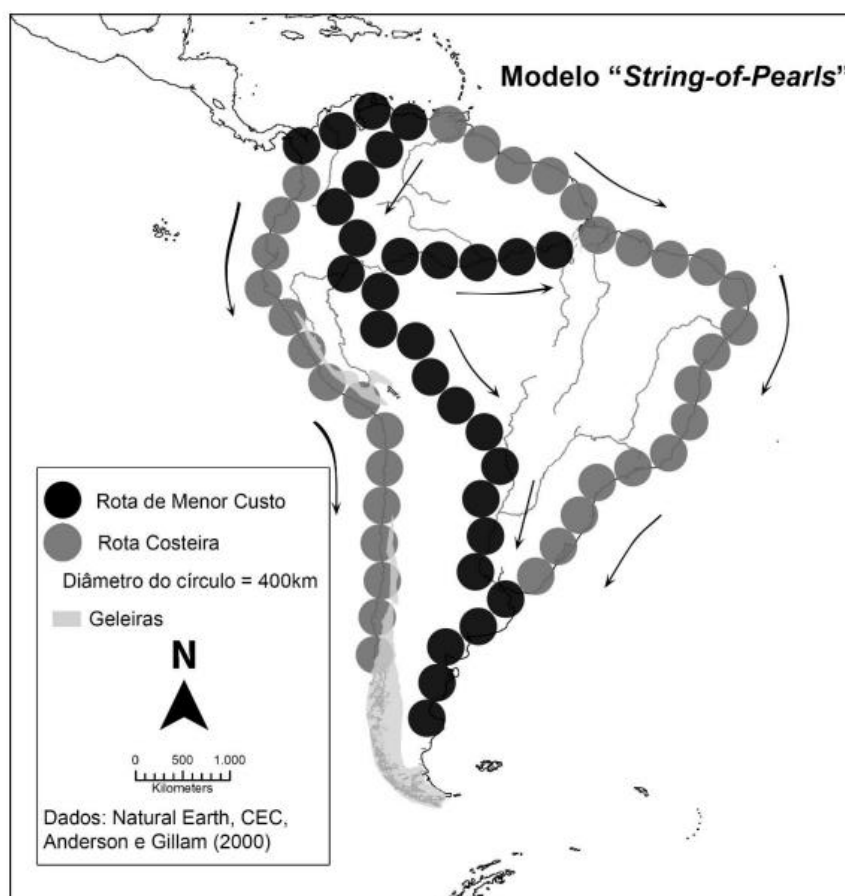 Modelo “String-of-Pearls”
Rota de Menor Custo
Rota Costeira
Diâmetro do círculo = 400km
Geleiras
N
0 500 1.000
Kilometers
Dados: Natural Earth, CEC,
Anderson e Gillam (2000)